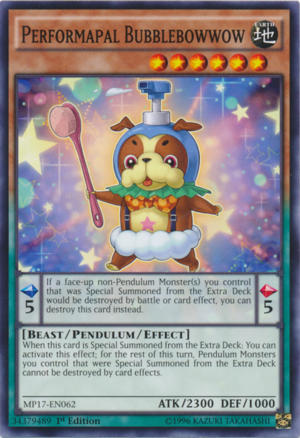 PERFORMAPAL BUBBLEBOWWOW
EARTH
地
If a face-up non-Pendulum Monster(s) you control
that was Special Summoned from the Extra Deck
would be destroyed by battle or card effect, you can
destroy this card instead.
5
5
[BEAST/PENDULUM/EFFECT]
When this card is Special Summoned from the Extra Deck: You can
activate this effect; for the rest of this turn, Pendulum Monsters
you control that were Special Summoned from the Extra Deck
cannot be destroyed by card effects.
MP17-EN062
ATK/2300 DEF/1000
34379489
1st Edition
©1996 KAZUKI TAKAHASHI